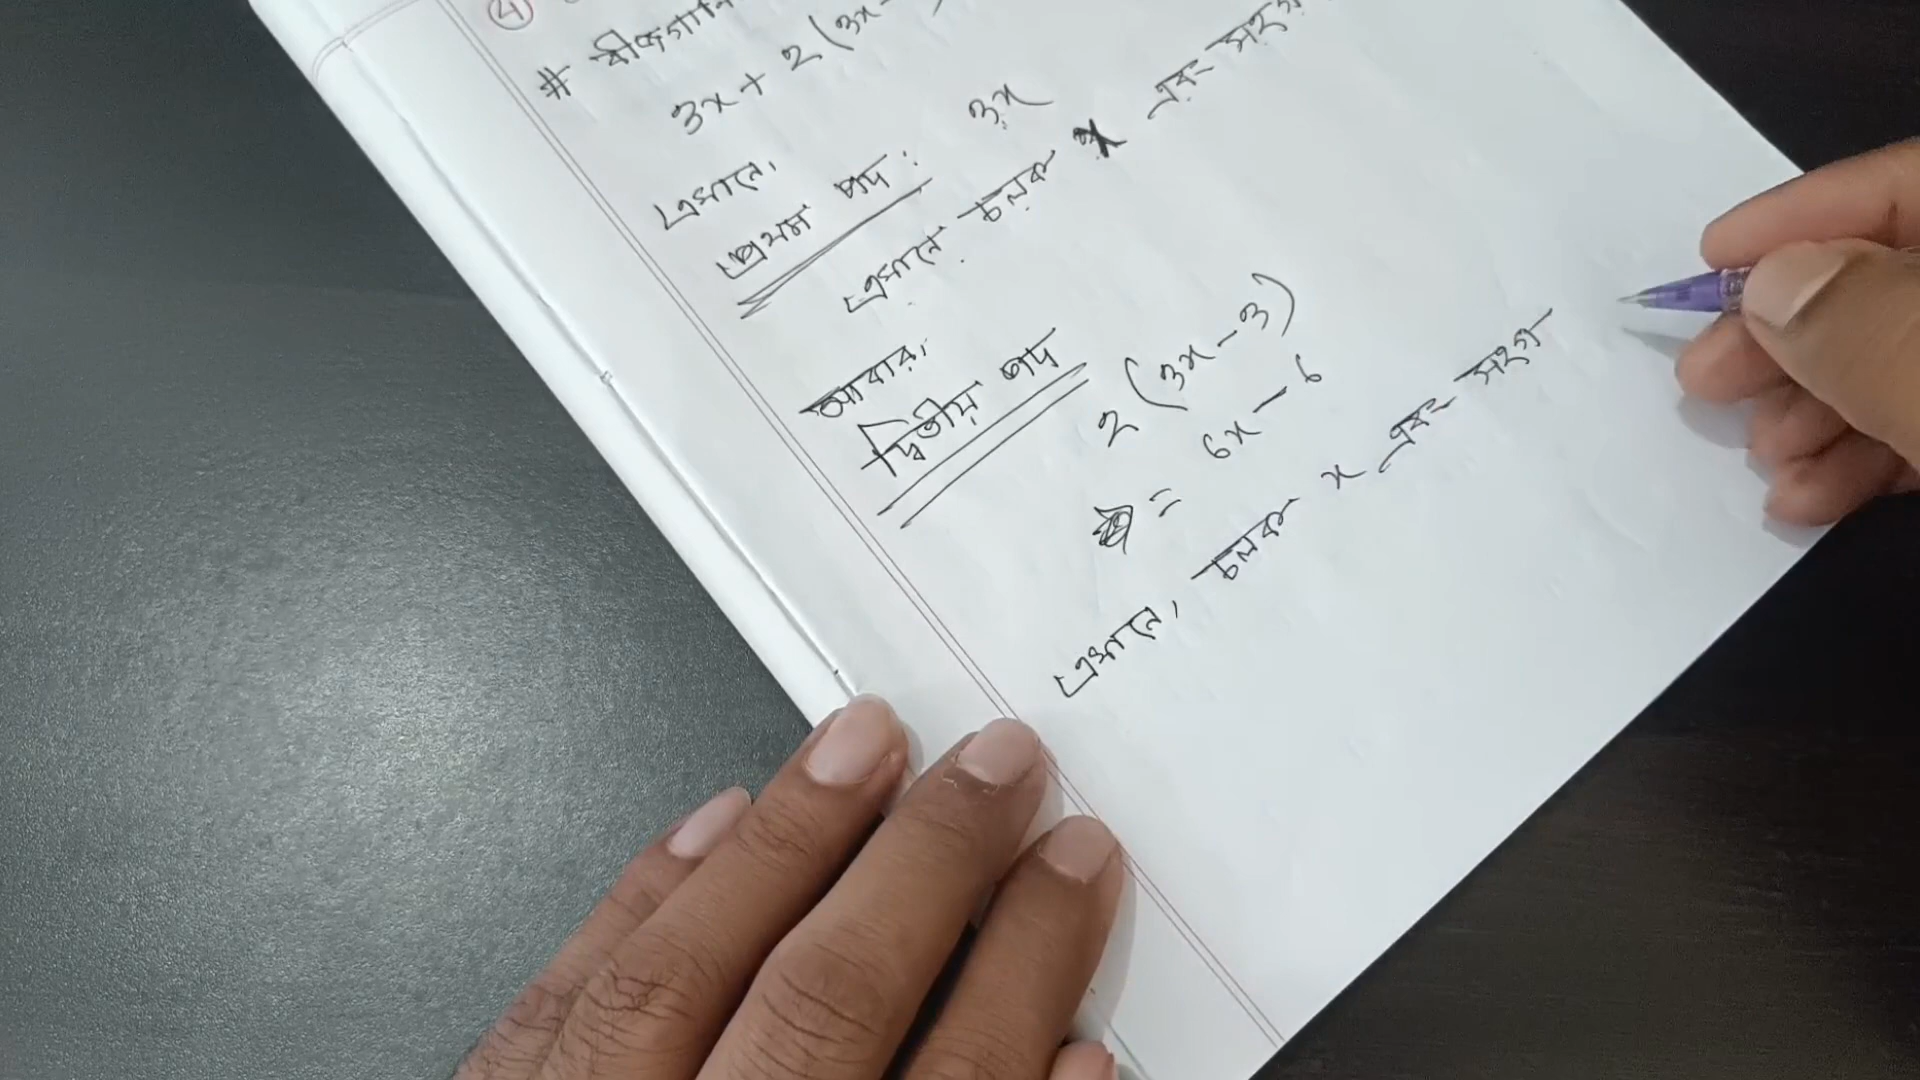 # বীজগানি
3x + 2 (3x -
এখানে,
প্রথম পদ : 3x
এখানে চলক x এবং সহগ
আবার,
দ্বিতীয় পদ 2 (3x - 3)
= 6x - 6
এখানে, চলক x এবং সহগ